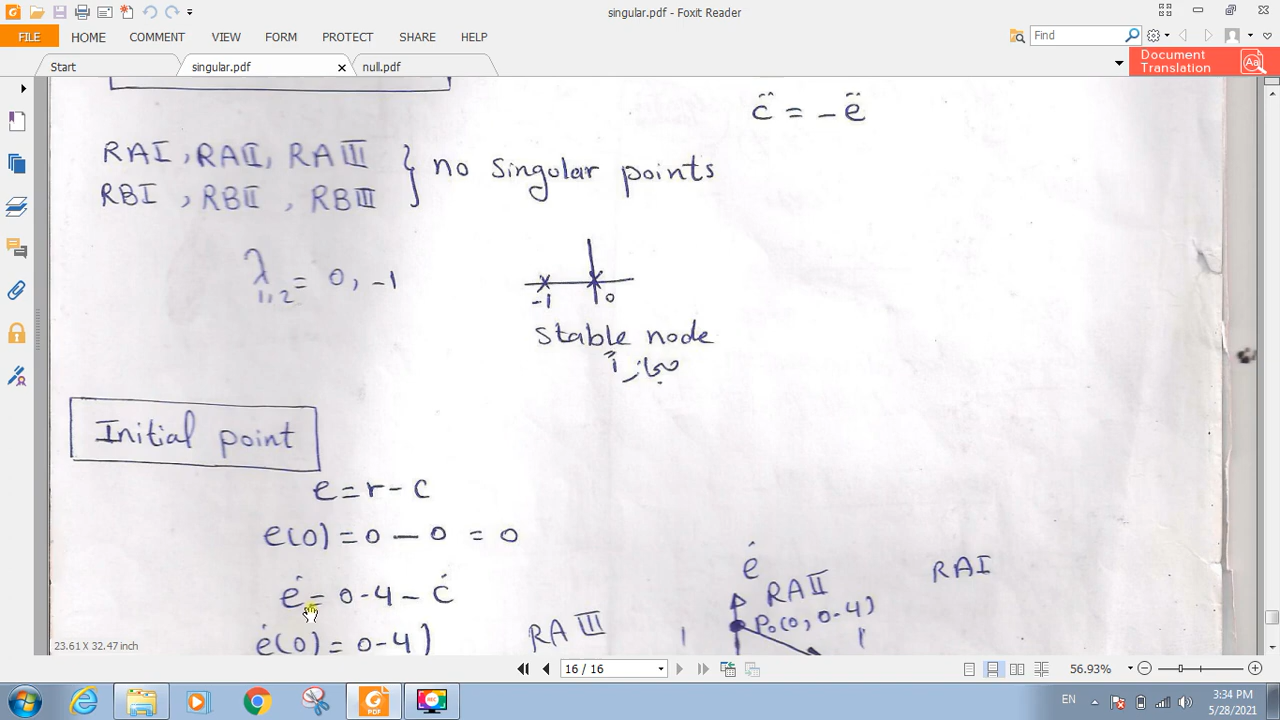 singular.pdf - Foxit Reader
FILE HOME COMMENT VIEW FORM PROTECT SHARE HELP
Find
Document Translation
Start singular.pdf null.pdf
c̈ = -ë
RAI, RAII, RAIII } no singular points
RBI, RBII, RBIII
λ1,2 = 0, -1
-1 0
Stable node
مجازاً
Initial point
e = r - c
e(0) = 0 - 0 = 0
ė = 0-4 - ċ
ė(0) = 0-4)
ė
RAII
RAI
P0(0, 0-4)
RAIII
1 1
23.61 X 32.47 inch
16 / 16
56.93%
EN
3:34 PM
5/28/2021